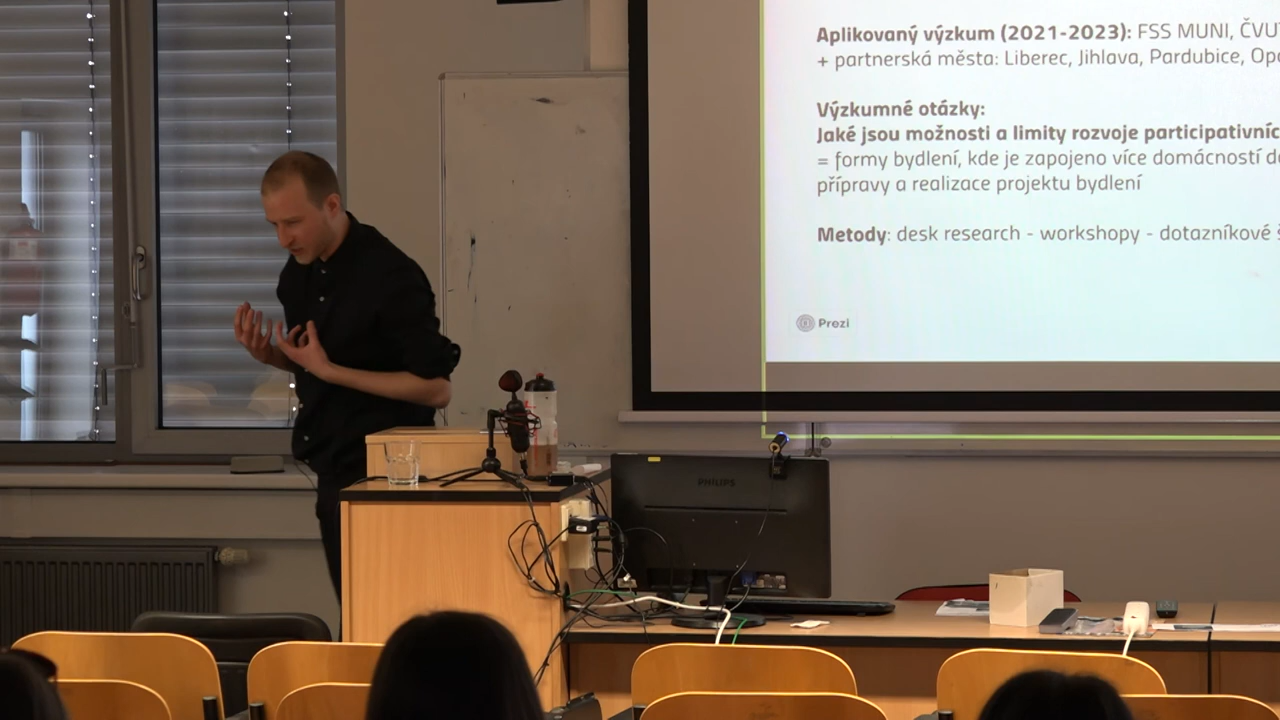 Aplikovaný výzkum (2021-2023): FSS MUNI, ČVU
+ partnerská města: Liberec, Jihlava, Pardubice, Op
Výzkumné otázky:
Jaké jsou možnosti a limity rozvoje participativníc
= formy bydlení, kde je zapojeno více domácností d
přípravy a realizace projektu bydlení
Metody: desk research - workshopy - dotazníkové š
Prezi
PHILIPS